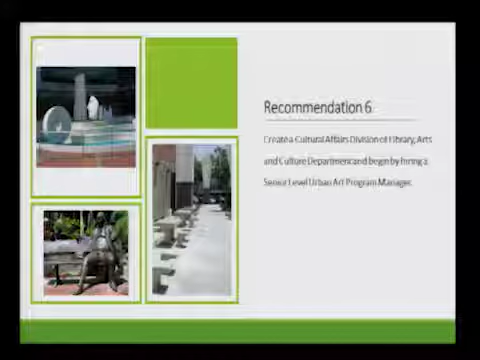 Recommendation 6
Create a Cultural Affairs Division of Library, Arts
and Culture Department and begin by hiring a
Senior Level Urban Art Program Manager.